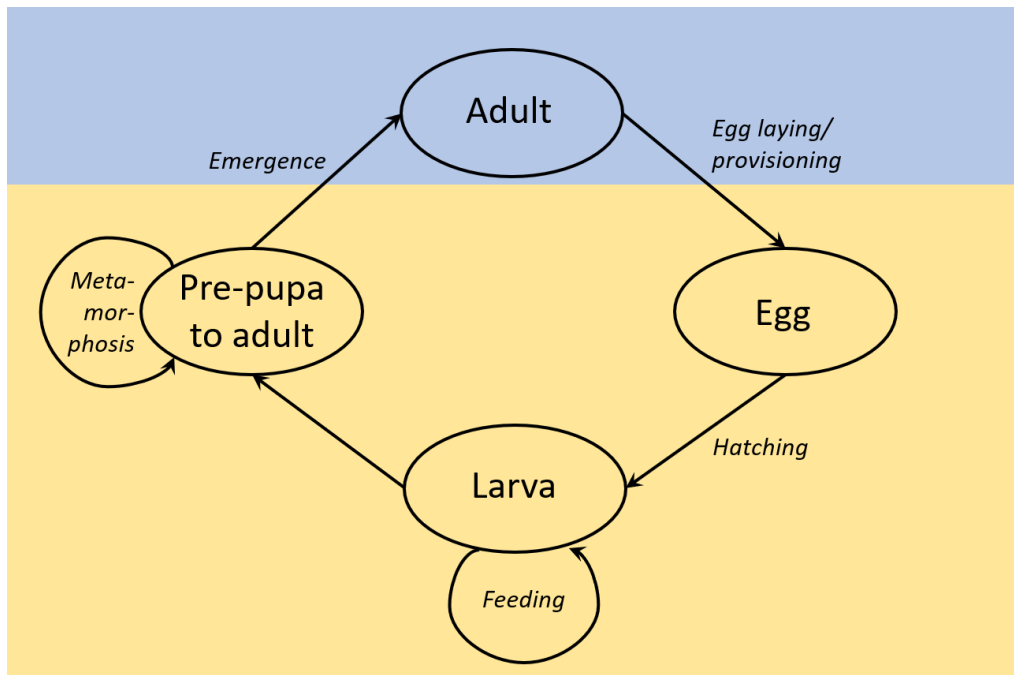 Adult
Egg laying/
provisioning
Emergence
Meta-
mor-
phosis
Pre-pupa
to adult
Egg
Hatching
Larva
Feeding